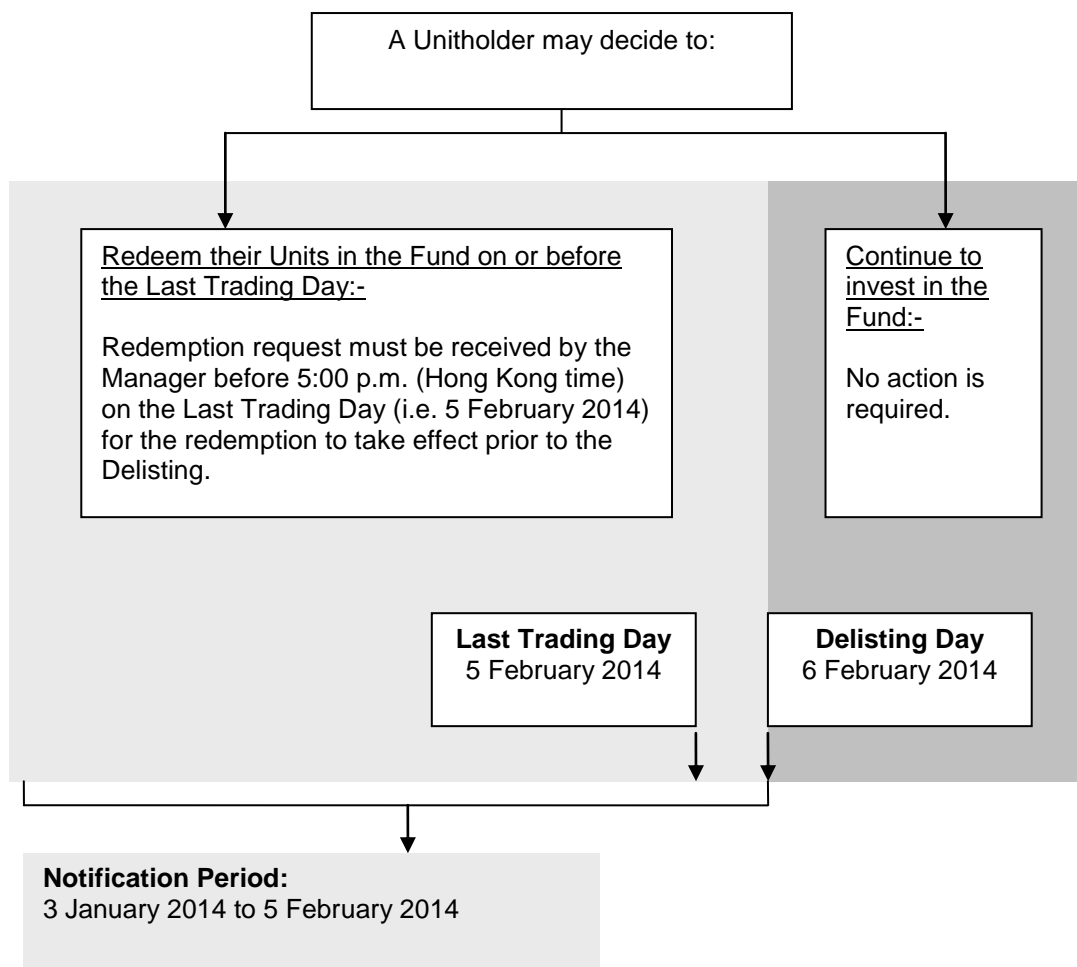 A Unitholder may decide to:
Redeem their Units in the Fund on or before
the Last Trading Day:-
Redemption request must be received by the
Manager before 5:00 p.m. (Hong Kong time)
on the Last Trading Day (i.e. 5 February 2014)
for the redemption to take effect prior to the
Delisting.
Continue to
invest in the
Fund:-
No action is
required.
Last Trading Day
5 February 2014
Delisting Day
6 February 2014
Notification Period:
3 January 2014 to 5 February 2014